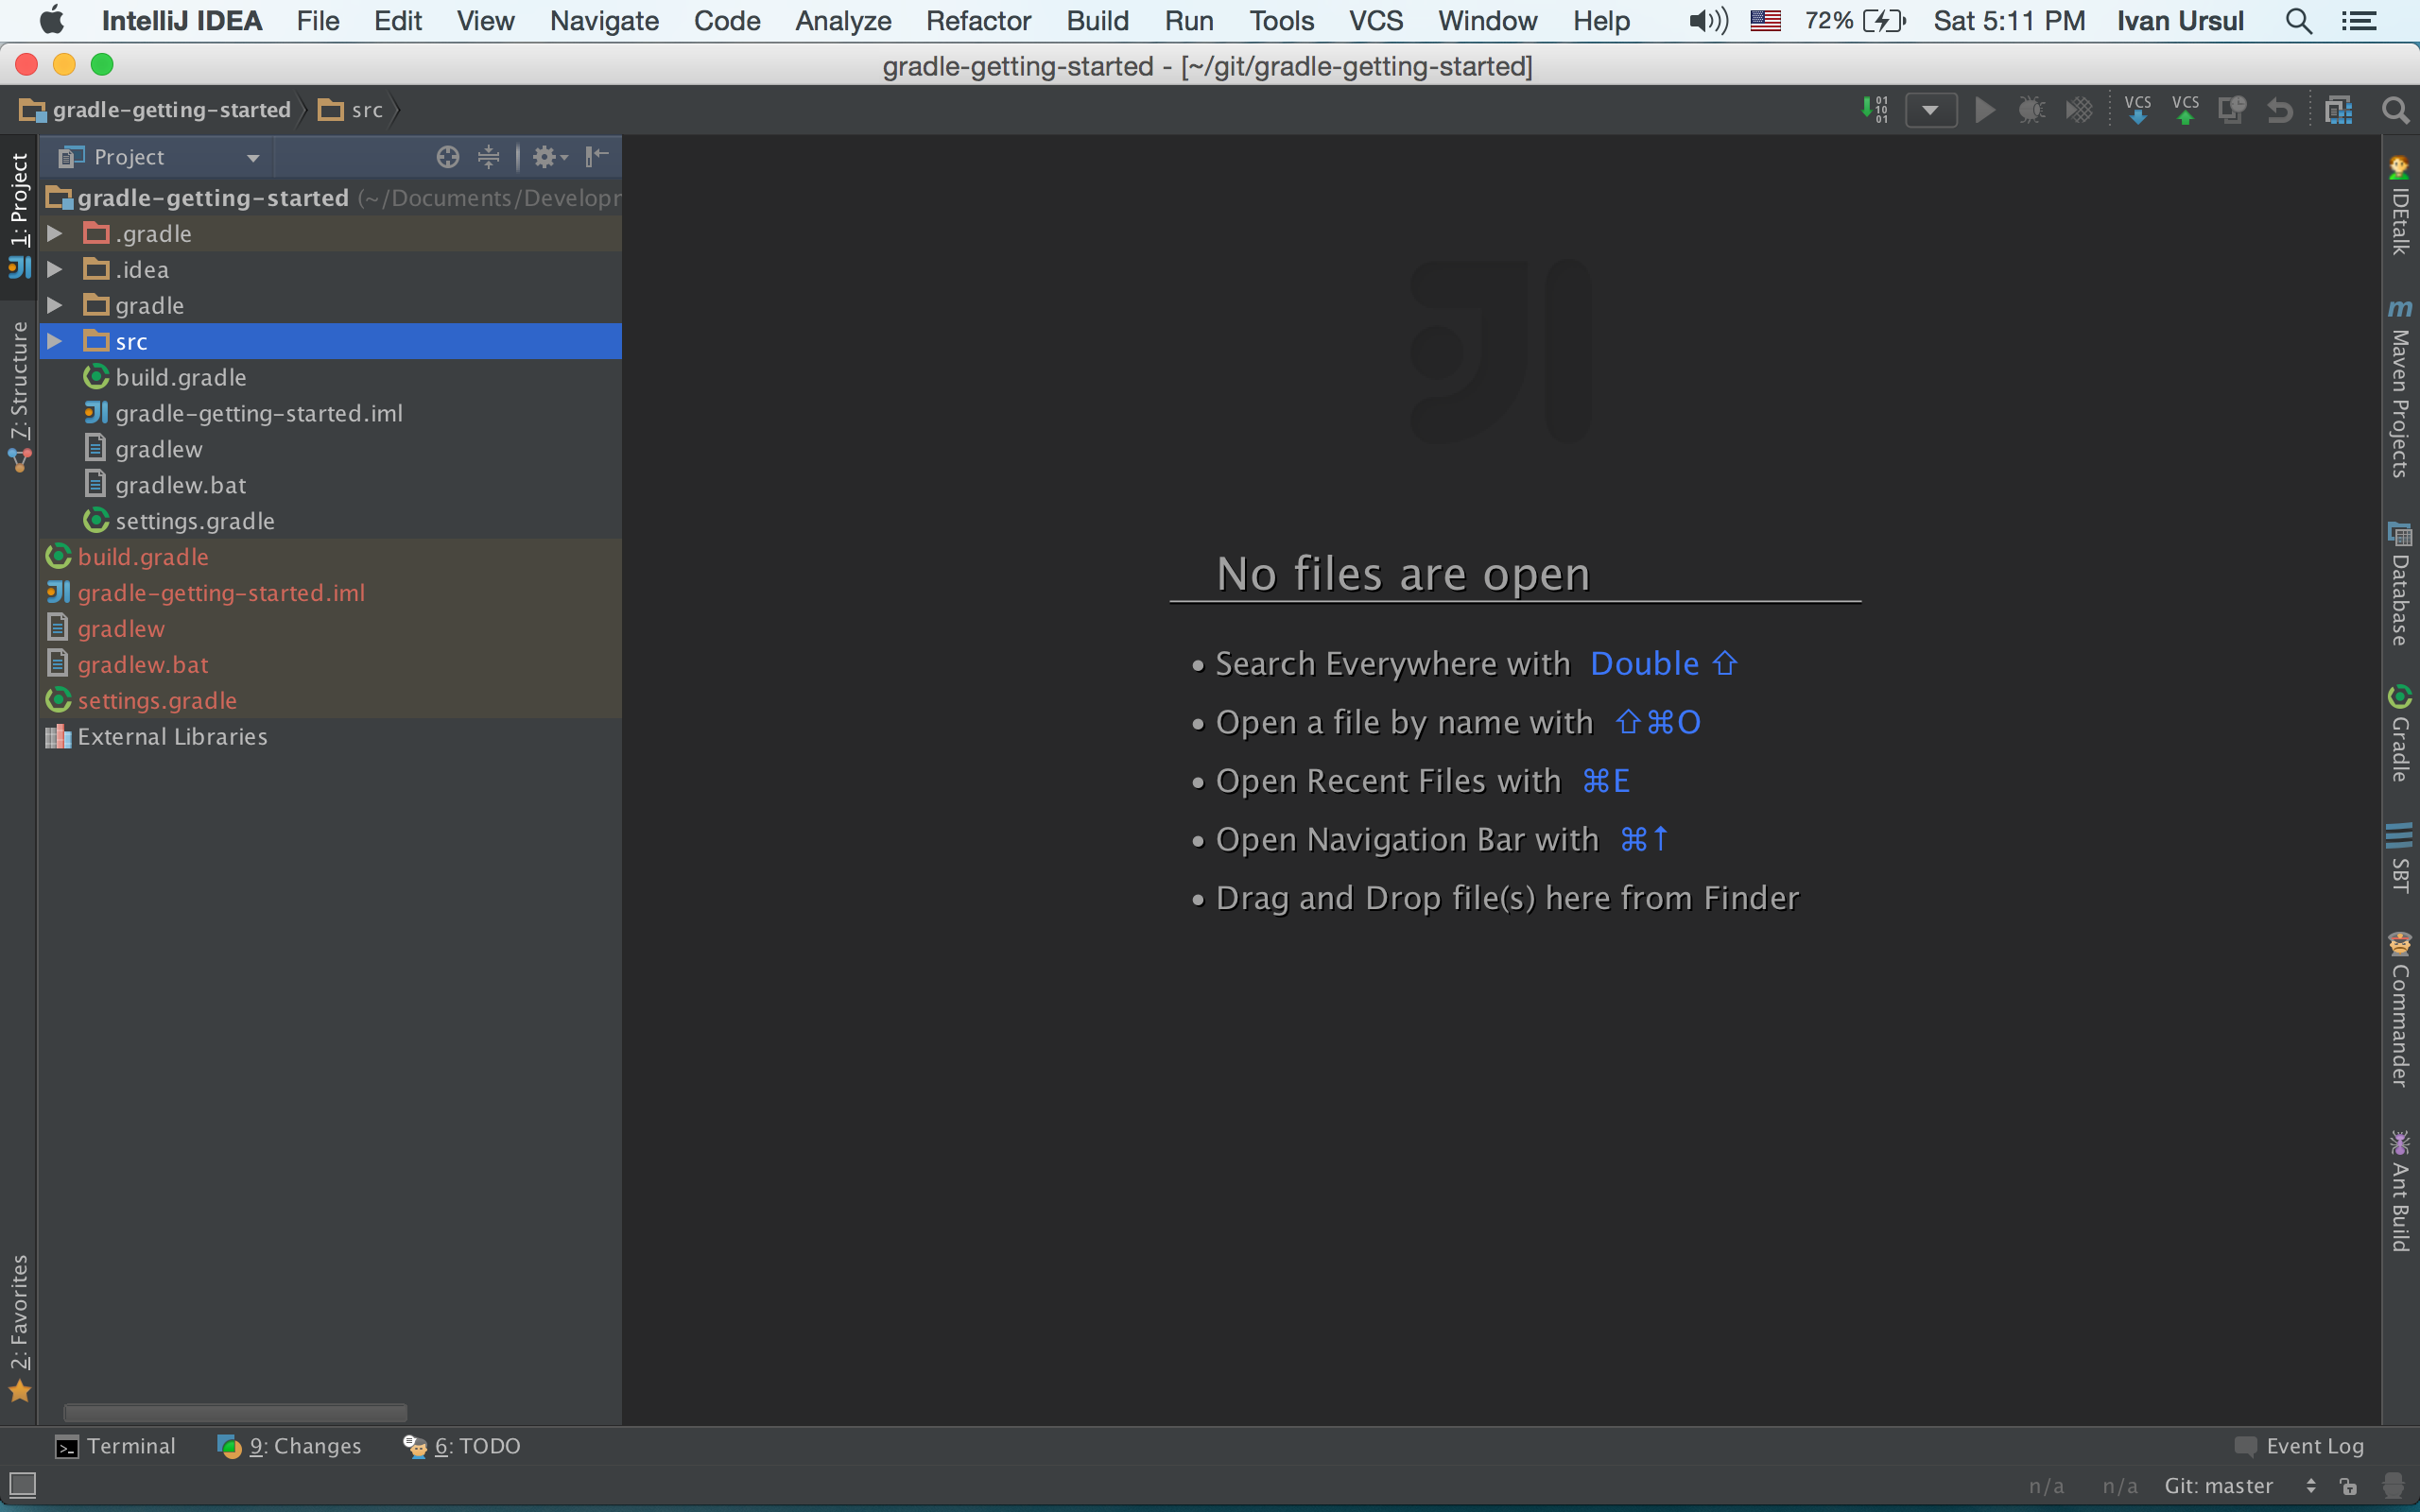 IntelliJ IDEA File Edit View Navigate Code Analyze Refactor Build Run Tools VCS Window Help 72% Sat 5:11 PM Ivan Ursul
gradle-getting-started - [~/git/gradle-getting-started]
gradle-getting-started src
VCS VCS
Project
1: Project
7: Structure
2: Favorites
gradle-getting-started (~/Documents/Developr
.gradle
.idea
gradle
src
build.gradle
gradle-getting-started.iml
gradlew
gradlew.bat
settings.gradle
build.gradle
gradle-getting-started.iml
gradlew
gradlew.bat
settings.gradle
External Libraries
No files are open
• Search Everywhere with Double ⇧
• Open a file by name with ⇧⌘O
• Open Recent Files with ⌘E
• Open Navigation Bar with ⌘↑
• Drag and Drop file(s) here from Finder
IDEtalk
Maven Projects
Database
Gradle
SBT
Commander
Ant Build
Terminal 9: Changes 6: TODO Event Log
n/a n/a Git: master